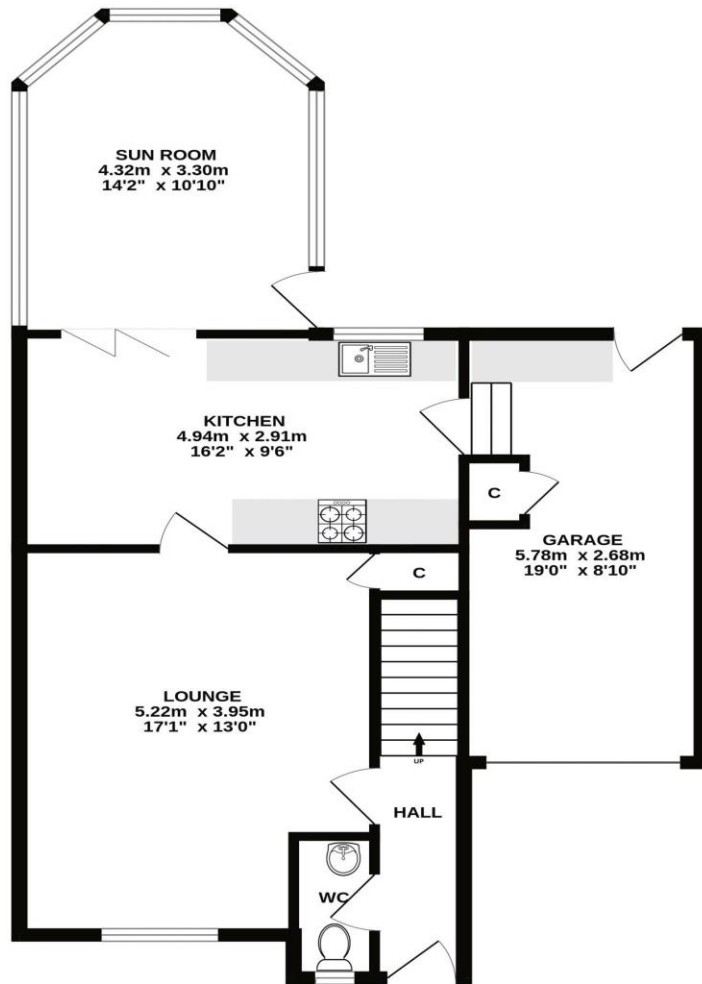 SUN ROOM
4.32m x 3.30m
14'2" x 10'10"
KITCHEN
4.94m x 2.91m
16'2" x 9'6"
C
GARAGE
5.78m x 2.68m
19'0" x 8'10"
C
LOUNGE
5.22m x 3.95m
17'1" x 13'0"
UP
HALL
WC